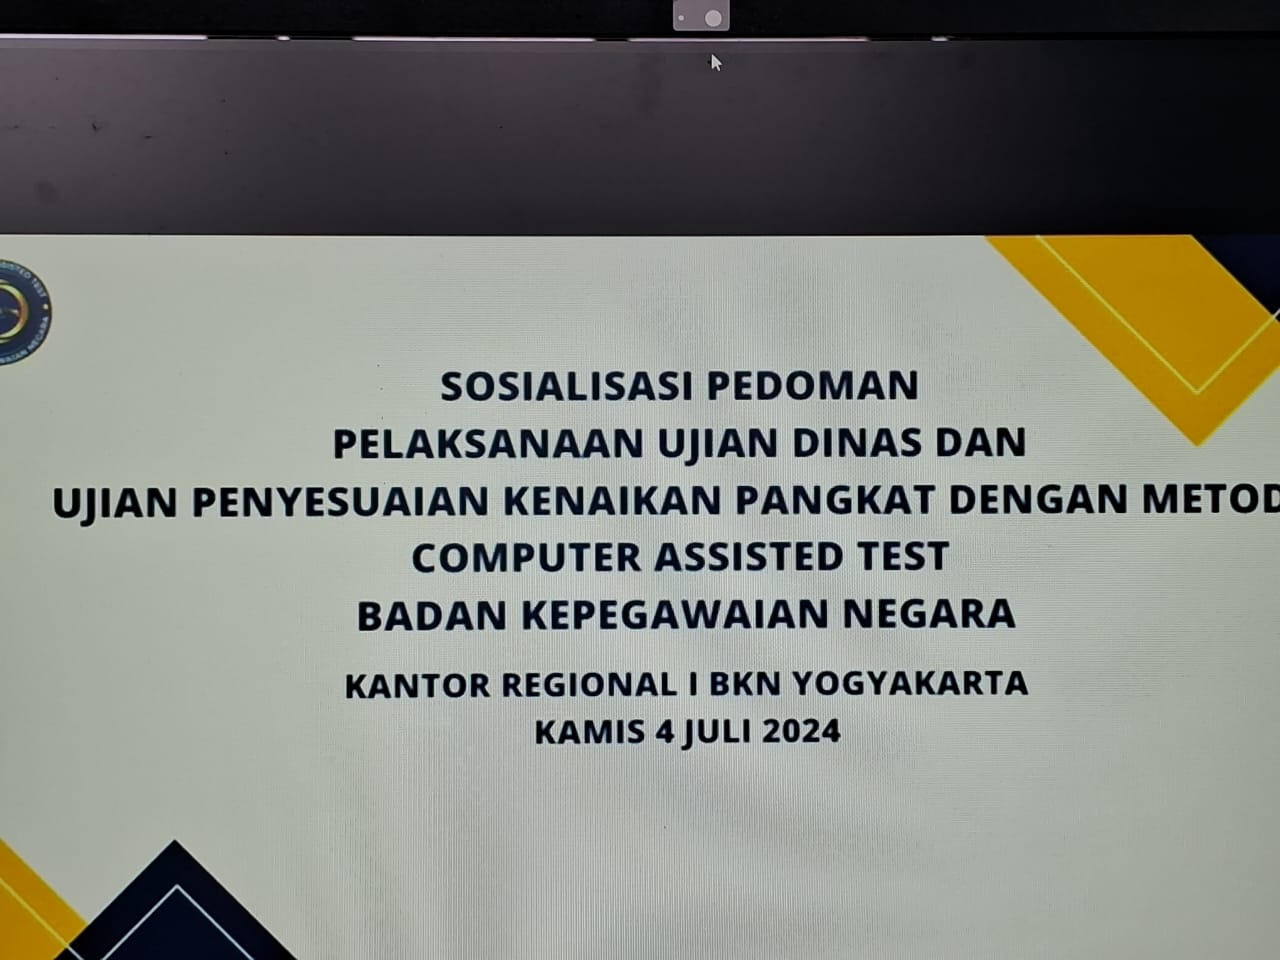 SOSIALISASI PEDOMAN
PELAKSANAAN UJIAN DINAS DAN
UJIAN PENYESUAIAN KENAIKAN PANGKAT DENGAN METOD
COMPUTER ASSISTED TEST
BADAN KEPEGAWAIAN NEGARA
KANTOR REGIONAL I BKN YOGYAKARTA
KAMIS 4 JULI 2024